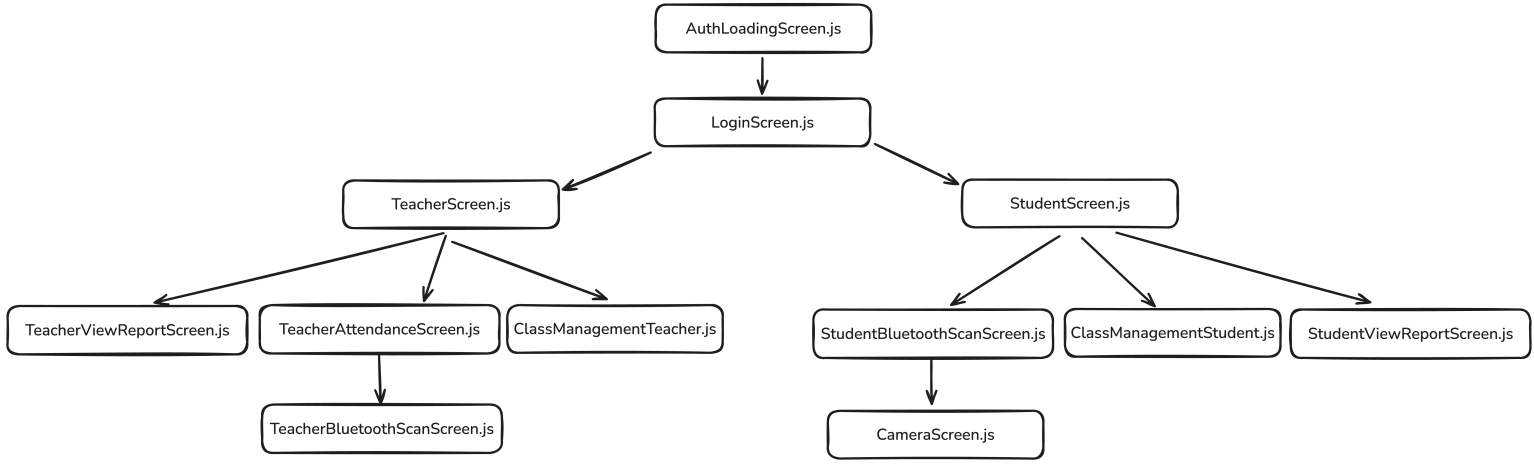 AuthLoadingScreen.js
LoginScreen.js
TeacherScreen.js
StudentScreen.js
TeacherViewReportScreen.js
TeacherAttendanceScreen.js
ClassManagementTeacher.js
StudentBluetoothScanScreen.js
ClassManagementStudent.js
StudentViewReportScreen.js
TeacherBluetoothScanScreen.js
CameraScreen.js